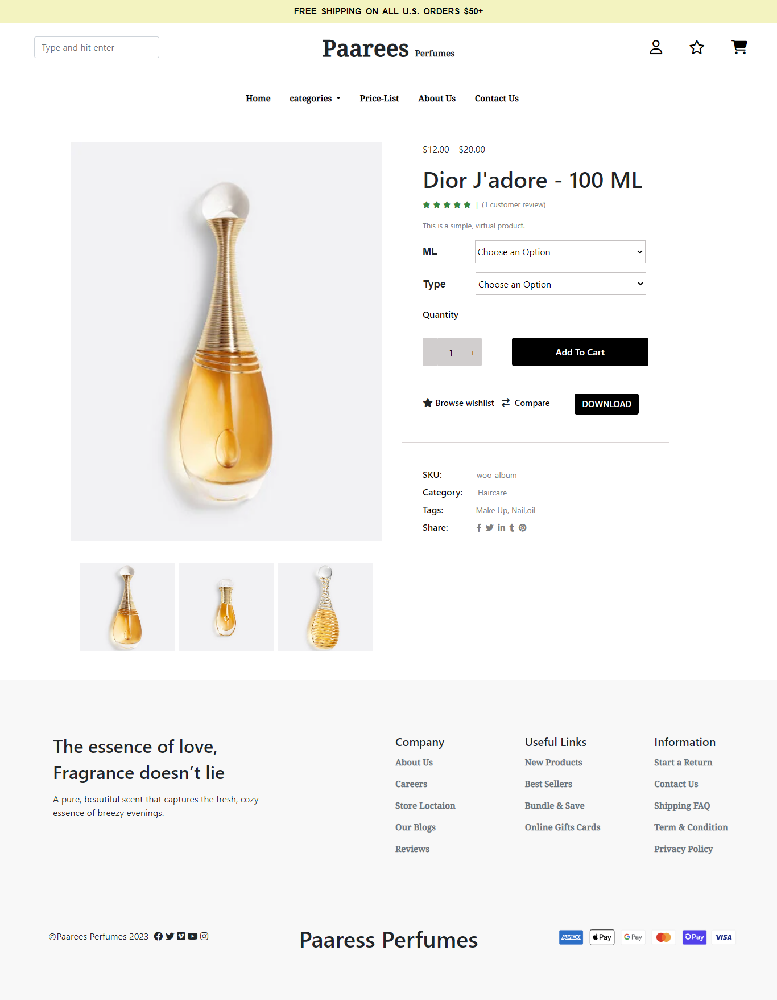 FREE SHIPPING ON ALL U.S. ORDERS $50+
Type and hit enter
Paarees Perfumes
Home categories Price-List About Us Contact Us
$12.00 – $20.00
Dior J'adore - 100 ML
| (1 customer review)
This is a simple, virtual product.
ML Choose an Option
Type Choose an Option
Quantity
- 1 + Add To Cart
Browse wishlist Compare DOWNLOAD
SKU: woo-album
Category: Haircare
Tags: Make Up, Nail,oil
Share:
The essence of love,
Fragrance doesn’t lie
A pure, beautiful scent that captures the fresh, cozy
essence of breezy evenings.
Company
About Us
Careers
Store Loctaion
Our Blogs
Reviews
Useful Links
New Products
Best Sellers
Bundle & Save
Online Gifts Cards
Information
Start a Return
Contact Us
Shipping FAQ
Term & Condition
Privacy Policy
©Paarees Perfumes 2023
Paaress Perfumes
AMEX Pay G Pay Pay VISA